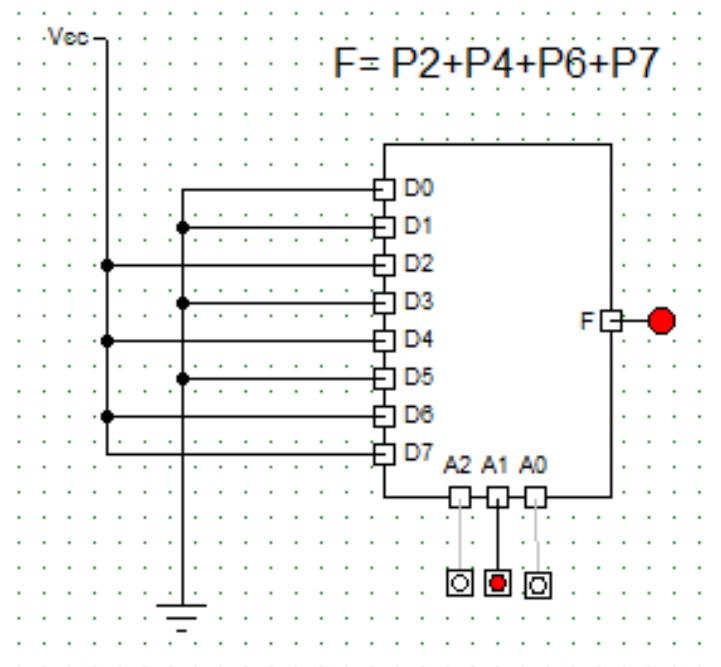 Vcc
F= P2+P4+P6+P7
D0
D1
D2
D3
F
D4
D5
D6
D7
A2 A1 A0